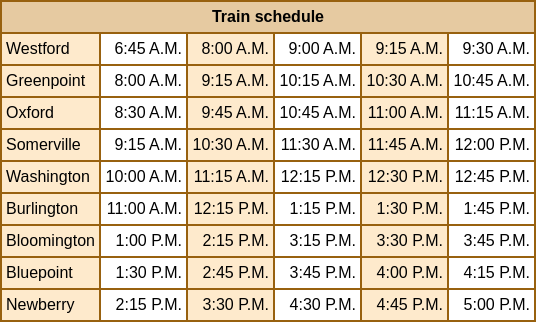 Train schedule
Westford 6:45 A.M. 8:00 A.M. 9:00 A.M. 9:15 A.M. 9:30 A.M.
Greenpoint 8:00 A.M. 9:15 A.M. 10:15 A.M. 10:30 A.M. 10:45 A.M.
Oxford 8:30 A.M. 9:45 A.M. 10:45 A.M. 11:00 A.M. 11:15 A.M.
Somerville 9:15 A.M. 10:30 A.M. 11:30 A.M. 11:45 A.M. 12:00 P.M.
Washington 10:00 A.M. 11:15 A.M. 12:15 P.M. 12:30 P.M. 12:45 P.M.
Burlington 11:00 A.M. 12:15 P.M. 1:15 P.M. 1:30 P.M. 1:45 P.M.
Bloomington 1:00 P.M. 2:15 P.M. 3:15 P.M. 3:30 P.M. 3:45 P.M.
Bluepoint 1:30 P.M. 2:45 P.M. 3:45 P.M. 4:00 P.M. 4:15 P.M.
Newberry 2:15 P.M. 3:30 P.M. 4:30 P.M. 4:45 P.M. 5:00 P.M.